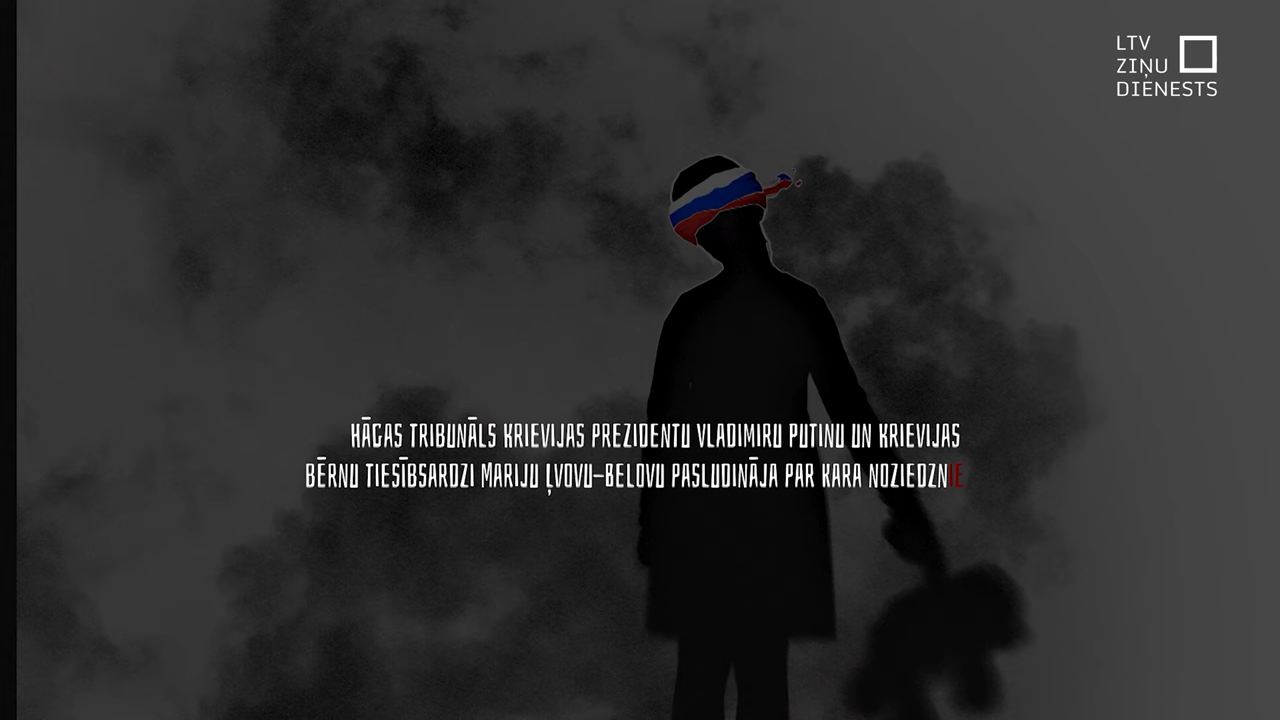 LTV
ZIŅU
DIENESTS
HĀGAS TRIBUNĀLS KRIEVIJAS PREZIDENTU VLADIMIRU PUTINU UN KRIEVIJAS
BĒRNU TIESĪBSARDZI MARIJU ĻVOVU-BELOVU PASLUDINĀJA PAR KARA NOZIEDZNIE